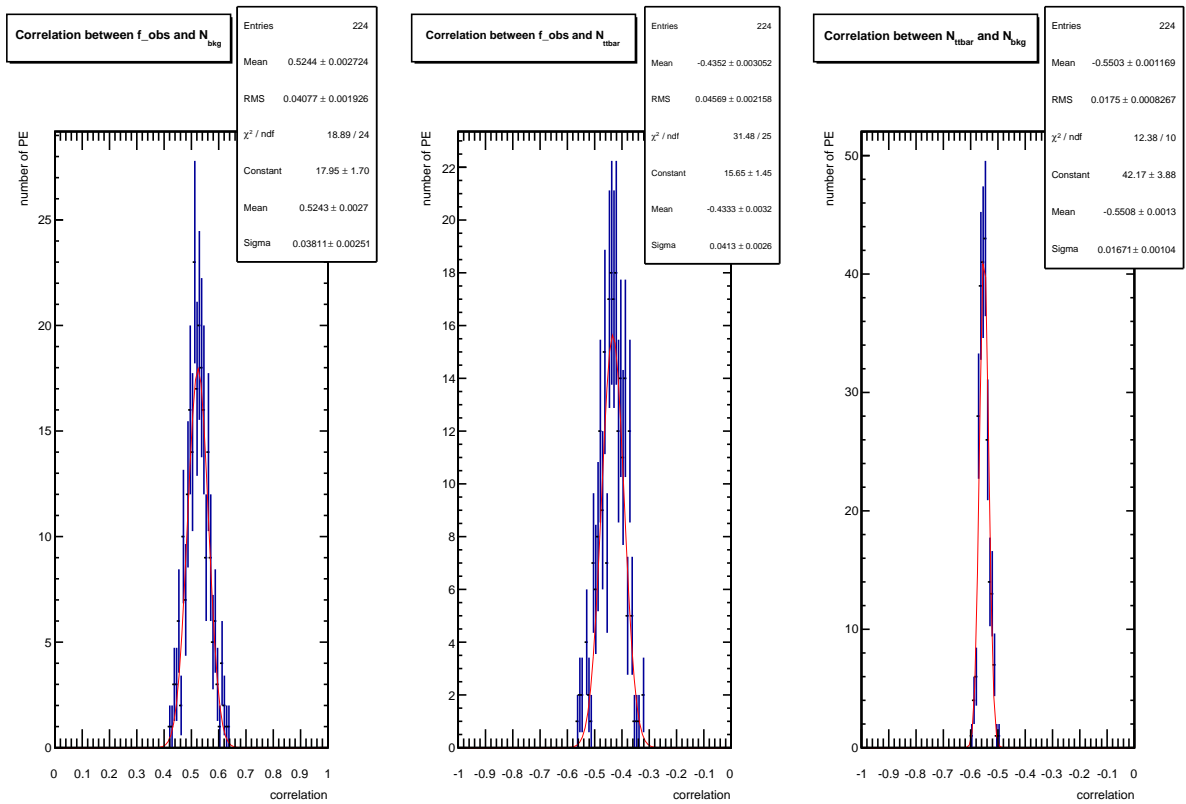 Correlation between f_obs and N_bkg
Entries 224
Mean 0.5244 ± 0.002724
RMS 0.04077 ± 0.001926
χ² / ndf 18.89 / 24
Constant 17.95 ± 1.70
Mean 0.5243 ± 0.0027
Sigma 0.03811 ± 0.00251
number of PE
25
20
15
10
5
0
0 0.1 0.2 0.3 0.4 0.5 0.6 0.7 0.8 0.9 1
correlation
Correlation between f_obs and N_ttbar
Entries 224
Mean -0.4352 ± 0.003052
RMS 0.04569 ± 0.002158
χ² / ndf 31.48 / 25
Constant 15.65 ± 1.45
Mean -0.4333 ± 0.0032
Sigma 0.0413 ± 0.0026
number of PE
22
20
18
16
14
12
10
8
6
4
2
0
-1 -0.9 -0.8 -0.7 -0.6 -0.5 -0.4 -0.3 -0.2 -0.1 0
correlation
Correlation between N_ttbar and N_bkg
Entries 224
Mean -0.5503 ± 0.001169
RMS 0.0175 ± 0.0008267
χ² / ndf 12.38 / 10
Constant 42.17 ± 3.88
Mean -0.5508 ± 0.0013
Sigma 0.01671 ± 0.00104
number of PE
50
40
30
20
10
0
-1 -0.9 -0.8 -0.7 -0.6 -0.5 -0.4 -0.3 -0.2 -0.1 0
correlation